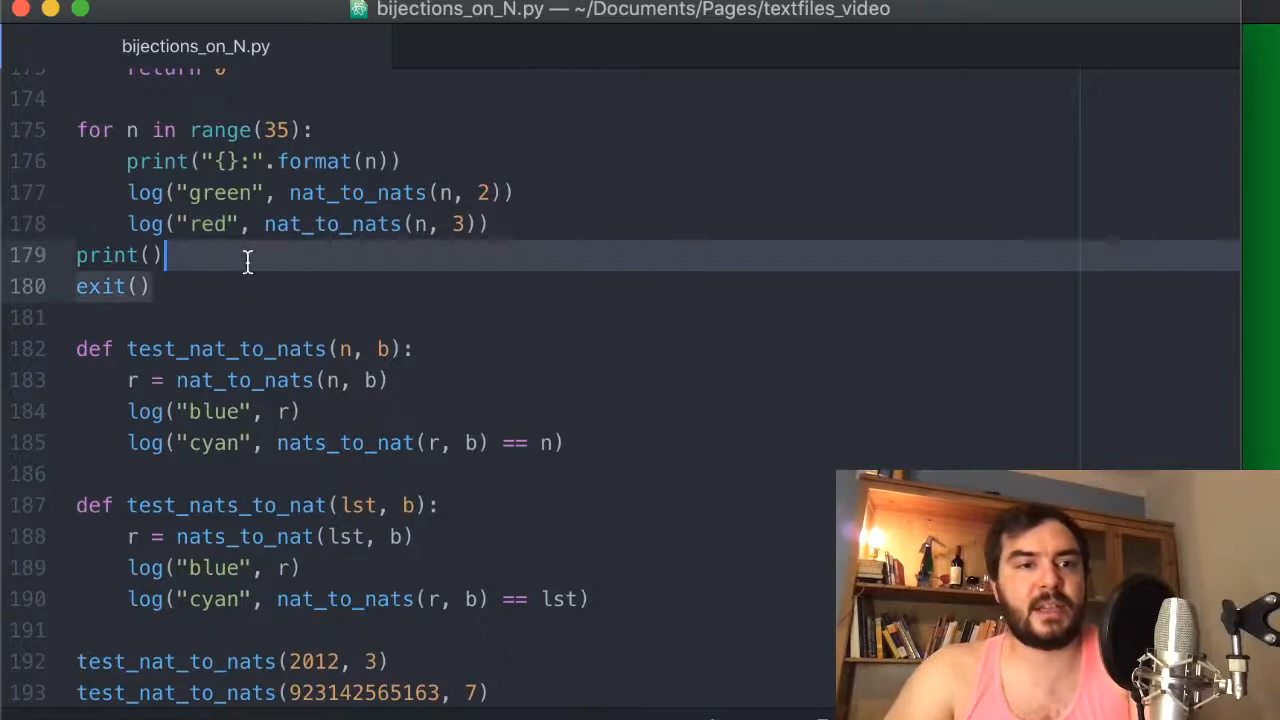 bijections_on_N.py — ~/Documents/Pages/textfiles_video
bijections_on_N.py
173 return 0
174
175 for n in range(35):
176 print("{}:".format(n))
177 log("green", nat_to_nats(n, 2))
178 log("red", nat_to_nats(n, 3))
179 print()
180 exit()
181
182 def test_nat_to_nats(n, b):
183 r = nat_to_nats(n, b)
184 log("blue", r)
185 log("cyan", nats_to_nat(r, b) == n)
186
187 def test_nats_to_nat(lst, b):
188 r = nats_to_nat(lst, b)
189 log("blue", r)
190 log("cyan", nat_to_nats(r, b) == lst)
191
192 test_nat_to_nats(2012, 3)
193 test_nat_to_nats(923142565163, 7)